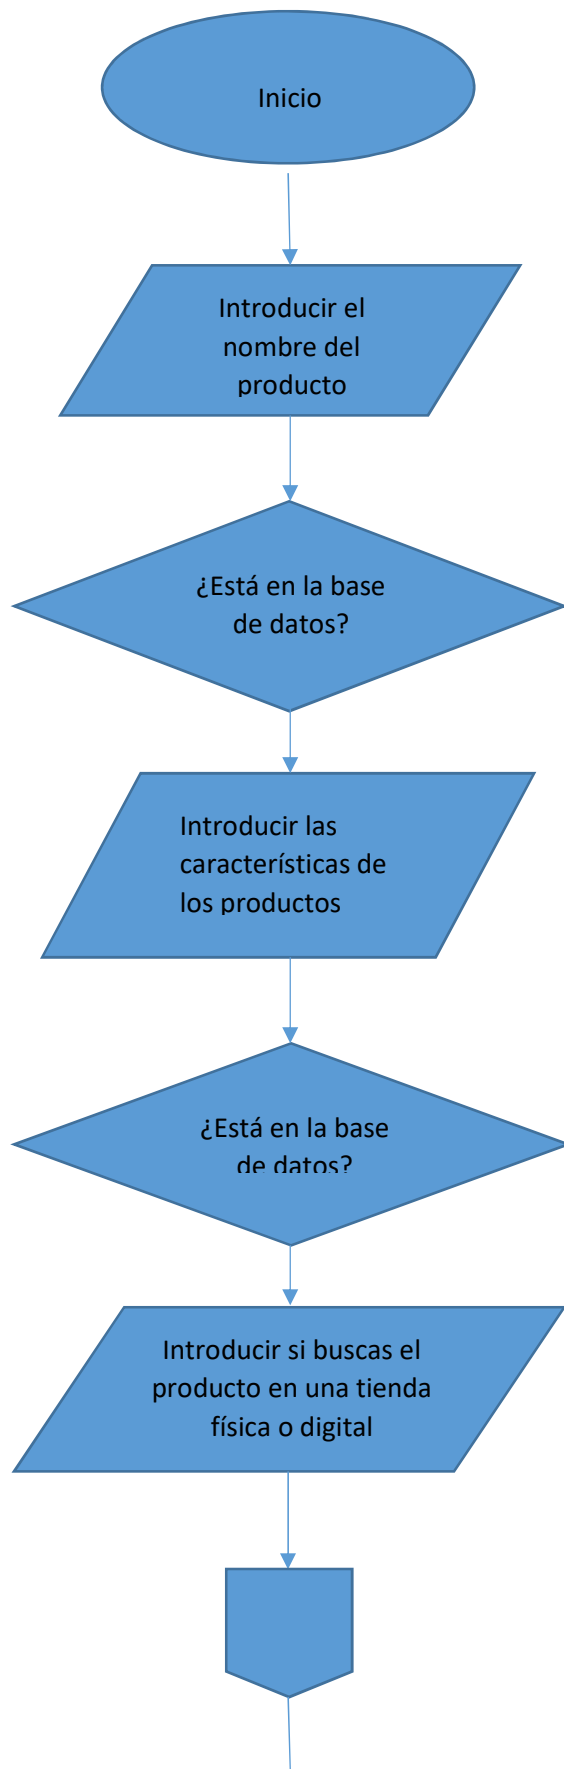 Inicio
Introducir el
nombre del
producto
¿Está en la base
de datos?
Introducir las
característícas de
los productos
¿Está en la base
de datos?
Introducir si buscas el
producto en una tienda
física o digital